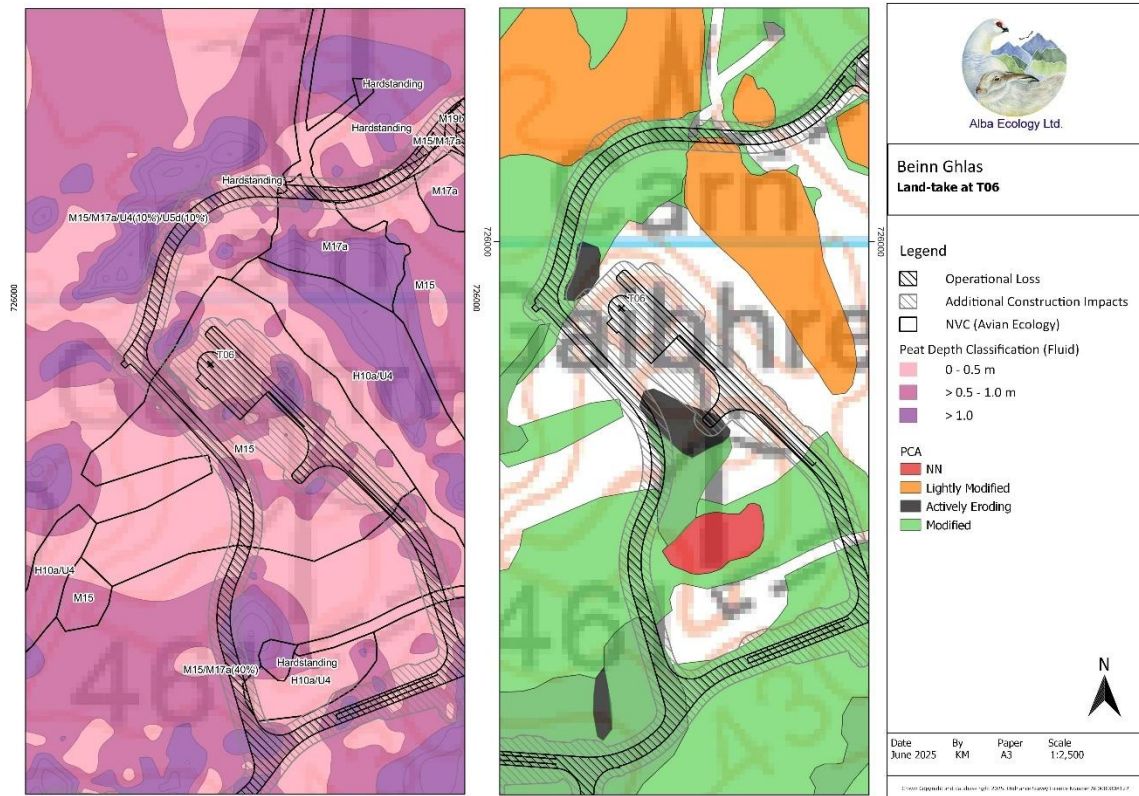 Hardstanding
Hardstanding
M19b
M15/M17a
Hardstanding
M17a
M15/M17a/U4(10%)/U5d(10%)
M17a
M15
726000
726000
T06
H10a/U4
M15
H10a/U4
M15
M15/M17a(40%)
Hardstanding
H10a/U4
46
726000
T06
46
Alba Ecology Ltd.
Beinn Ghlas
Land-take at T06
Legend
Operational Loss
Additional Construction Impacts
NVC (Avian Ecology)
Peat Depth Classification (Fluid)
0 - 0.5 m
> 0.5 - 1.0 m
> 1.0
PCA
NN
Lightly Modified
Actively Eroding
Modified
N
Date By Paper Scale
June 2025 KM A3 1:2,500